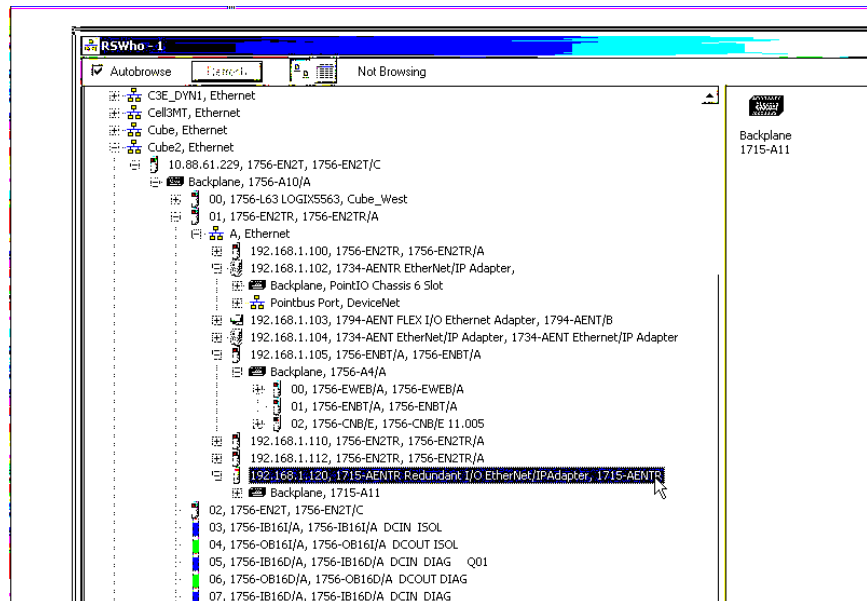 RSWho - 1
Autobrowse Not Browsing
C3E_DYN1, Ethernet
Cell3MT, Ethernet
Cube, Ethernet
Cube2, Ethernet
10.88.61.229, 1756-EN2T, 1756-EN2T/C
Backplane, 1756-A10/A
00, 1756-L63 LOGIX5563, Cube_West
01, 1756-EN2TR, 1756-EN2TR/A
A, Ethernet
192.168.1.100, 1756-EN2TR, 1756-EN2TR/A
192.168.1.102, 1734-AENTR EtherNet/IP Adapter,
Backplane, PointIO Chassis 6 Slot
Pointbus Port, DeviceNet
192.168.1.103, 1794-AENT FLEX I/O Ethernet Adapter, 1794-AENT/B
192.168.1.104, 1734-AENT EtherNet/IP Adapter, 1734-AENT Ethernet/IP Adapter
192.168.1.105, 1756-ENBT/A, 1756-ENBT/A
Backplane, 1756-A4/A
00, 1756-EWEB/A, 1756-EWEB/A
01, 1756-ENBT/A, 1756-ENBT/A
02, 1756-CNB/E, 1756-CNB/E 11.005
192.168.1.110, 1756-EN2TR, 1756-EN2TR/A
192.168.1.112, 1756-EN2TR, 1756-EN2TR/A
192.168.1.120, 1715-AENTR Redundant I/O EtherNet/IPAdapter, 1715-AENTR
Backplane, 1715-A11
02, 1756-EN2T, 1756-EN2T/C
03, 1756-IB16I/A, 1756-IB16I/A DCIN ISOL
04, 1756-OB16I/A, 1756-OB16I/A DCOUT ISOL
05, 1756-IB16D/A, 1756-IB16D/A DCIN DIAG Q01
06, 1756-OB16D/A, 1756-OB16D/A DCOUT DIAG
07, 1756-IB16D/A, 1756-IB16D/A DCIN DIAG
Backplane
1715-A11